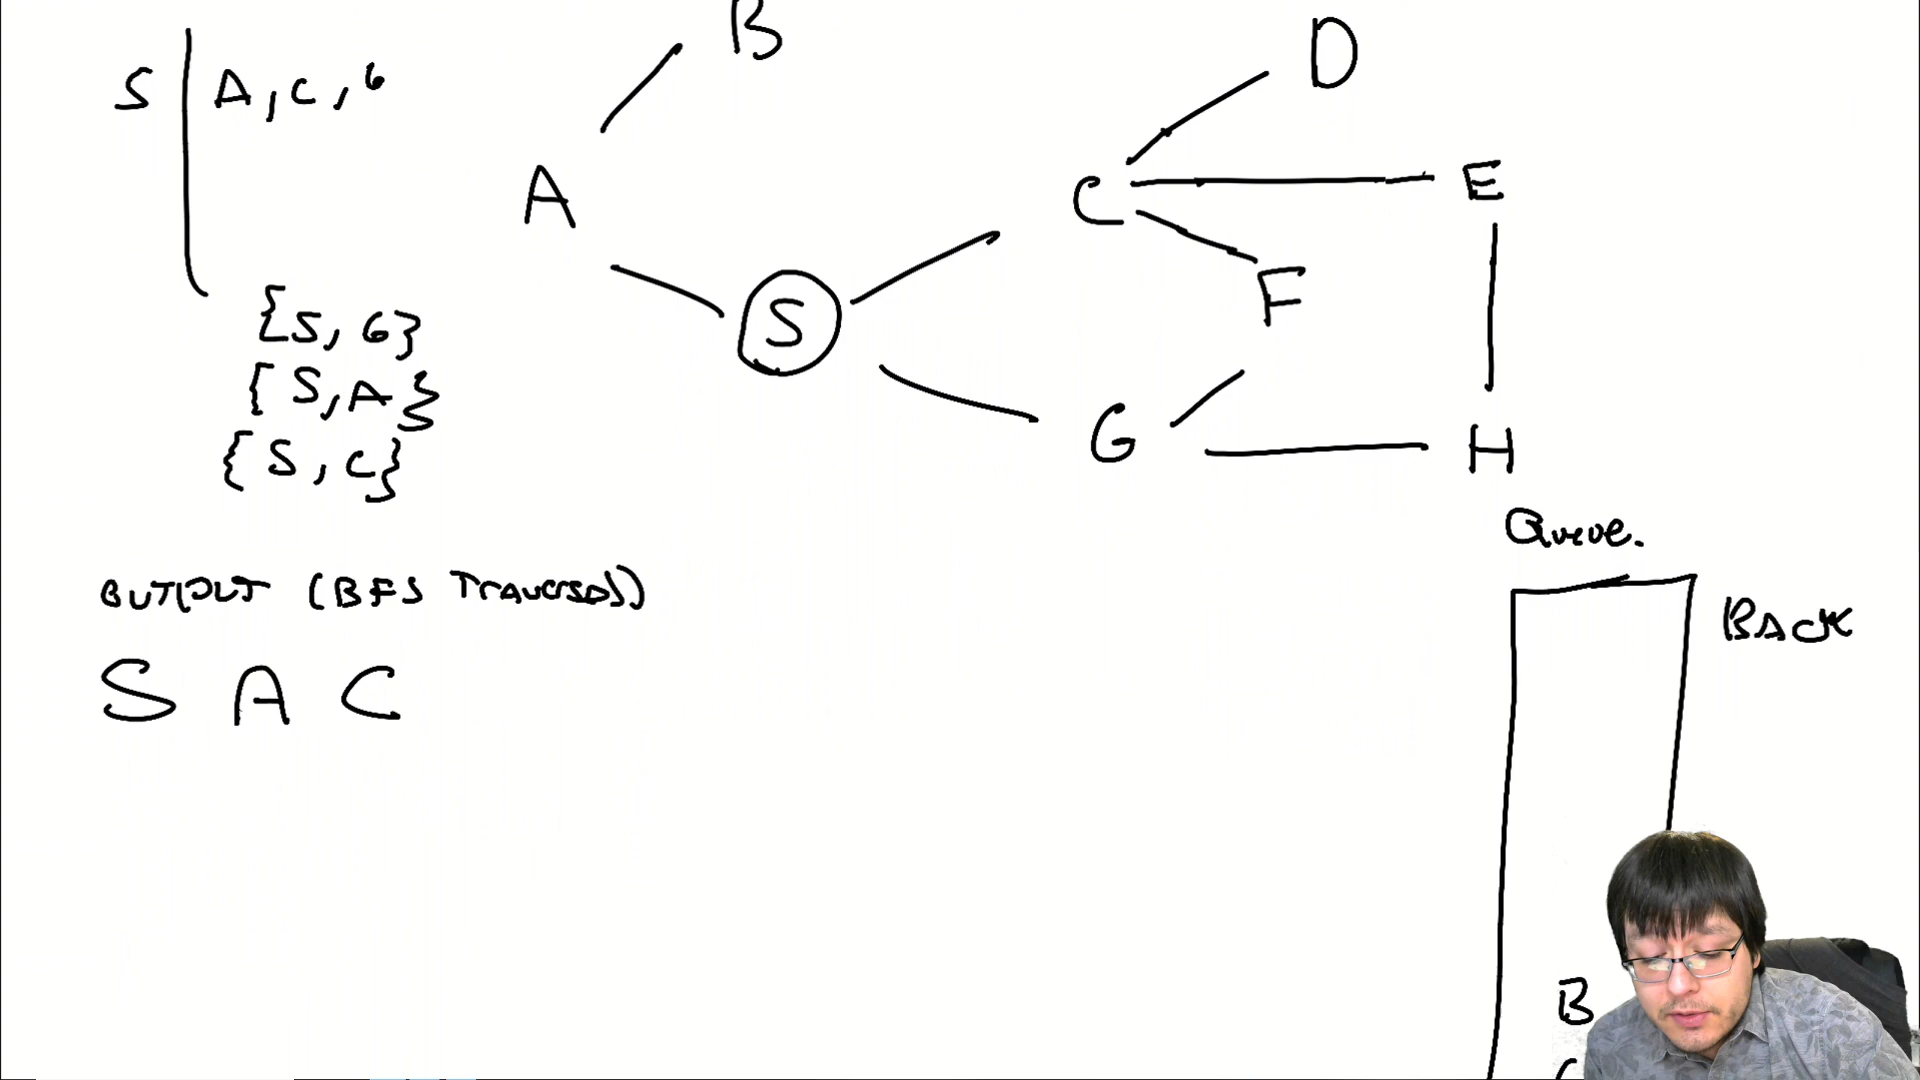 S | A, C, G
B
D
A
C
E
S
F
G
H
{S, G}
{S, A}
{S, C}
Queue.
OUTPUT (BFS Traversal)
BACK
S A C
B